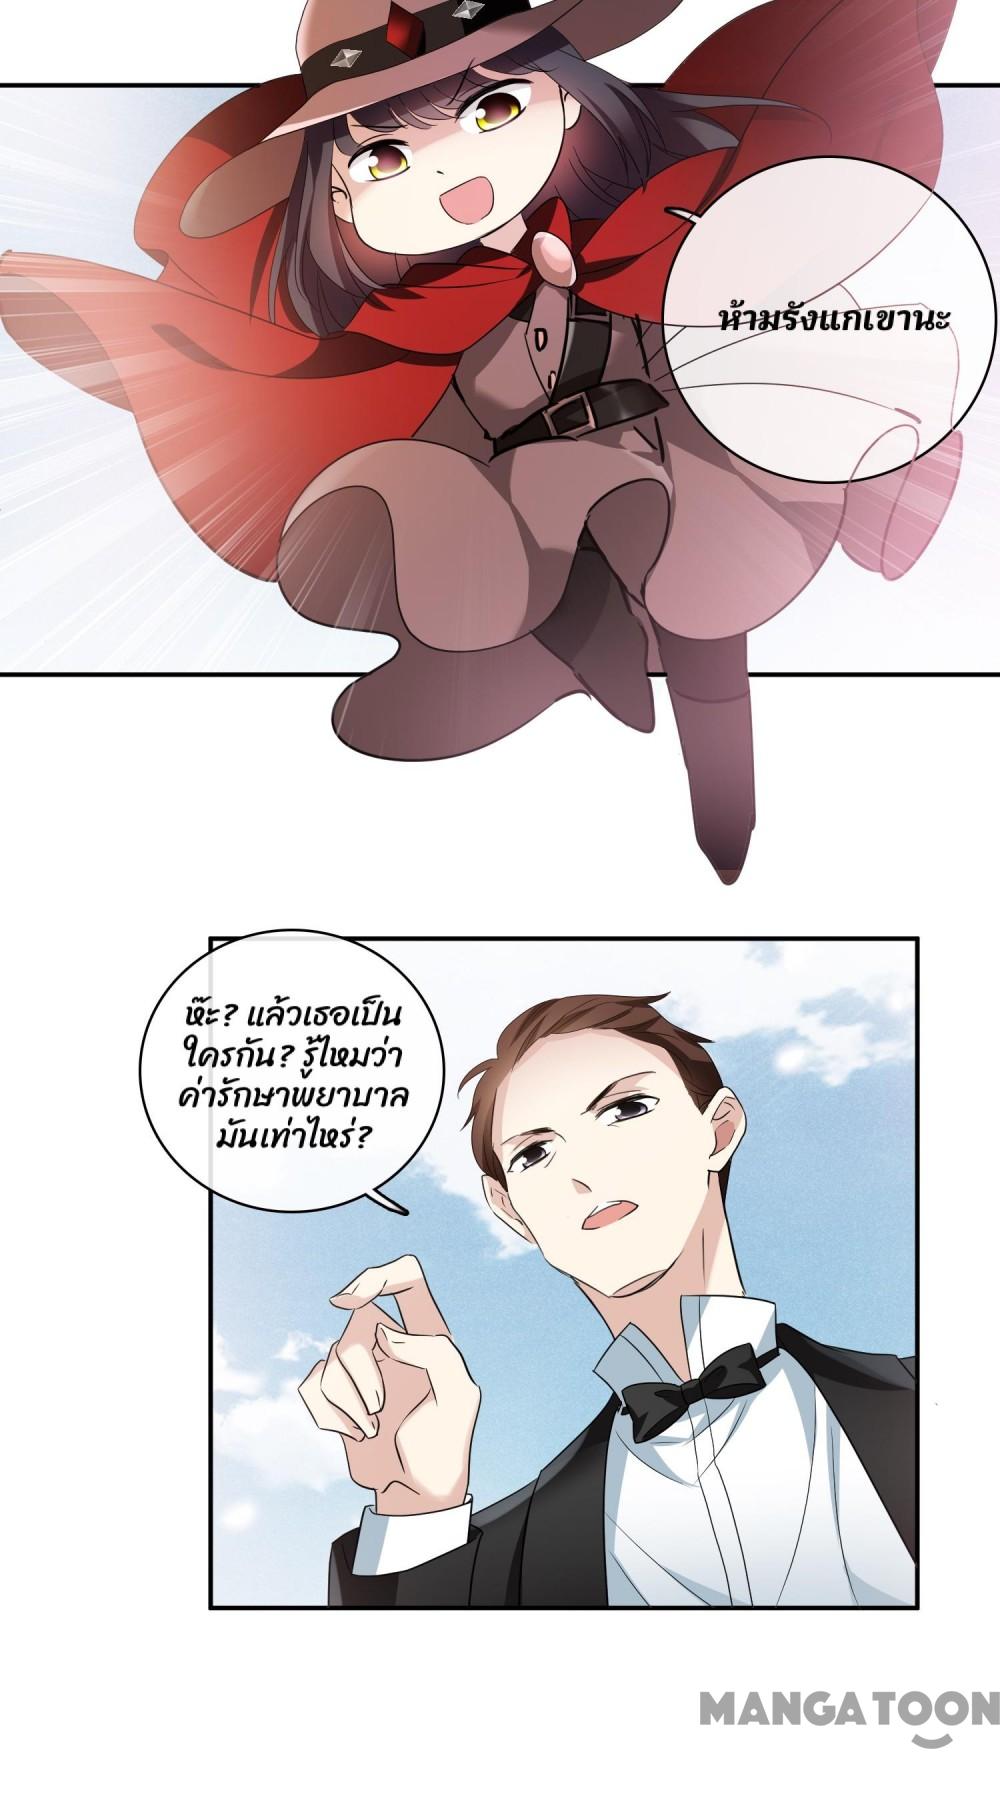 ห้ามรังแกเขานะ
ห๊ะ? แล้วเธอเป็น
ใครกัน? รู้ไหมว่า
ค่ารักษาพยาบาล
มันเท่าไหร่?
MANGATOON